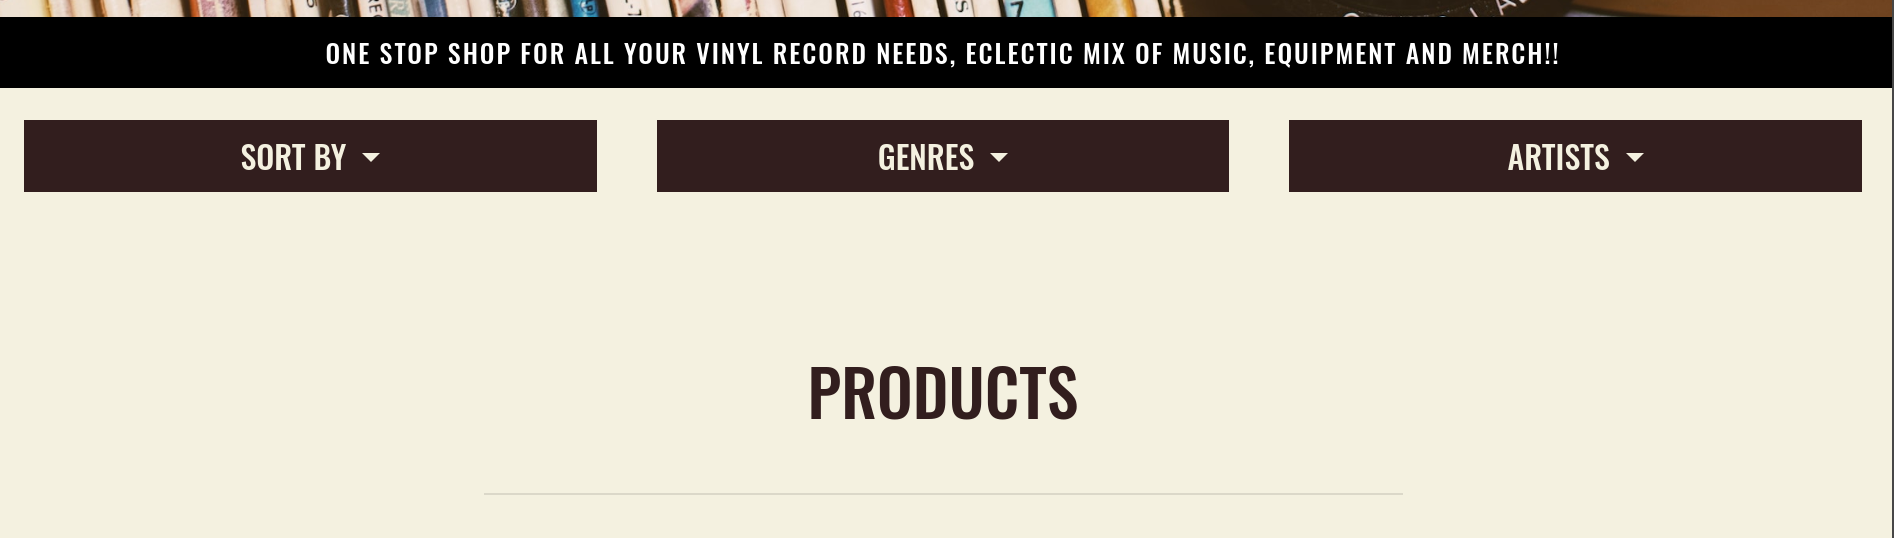 ONE STOP SHOP FOR ALL YOUR VINYL RECORD NEEDS, ECLECTIC MIX OF MUSIC, EQUIPMENT AND MERCH!!
SORT BY
GENRES
ARTISTS
PRODUCTS